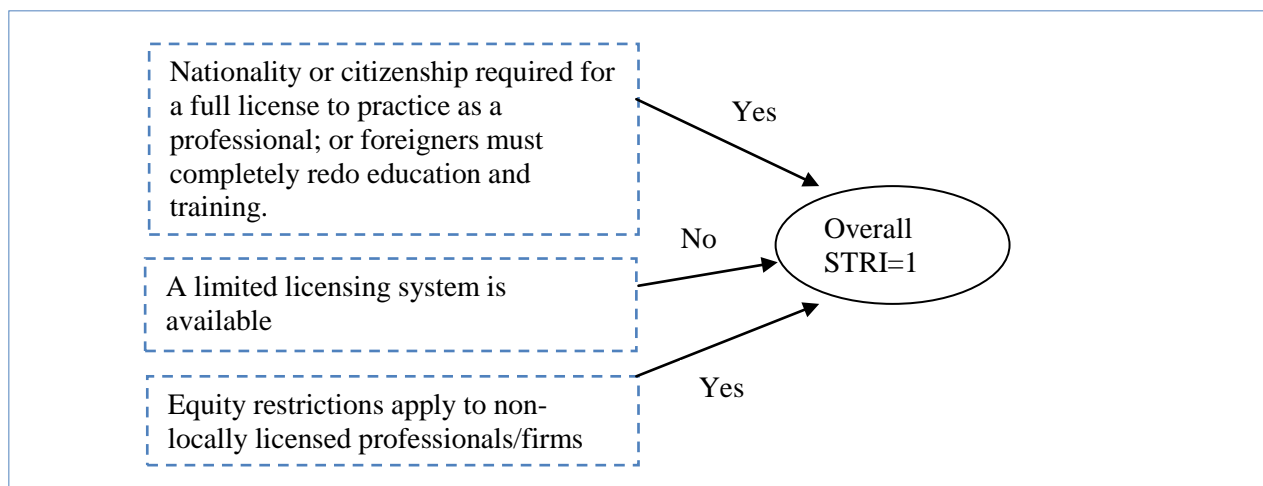 Nationality or citizenship required for
a full license to practice as a
professional; or foreigners must
completely redo education and
training.
Yes
No
Overall
STRI=1
A limited licensing system is
available
Yes
Equity restrictions apply to non-
locally licensed professionals/firms